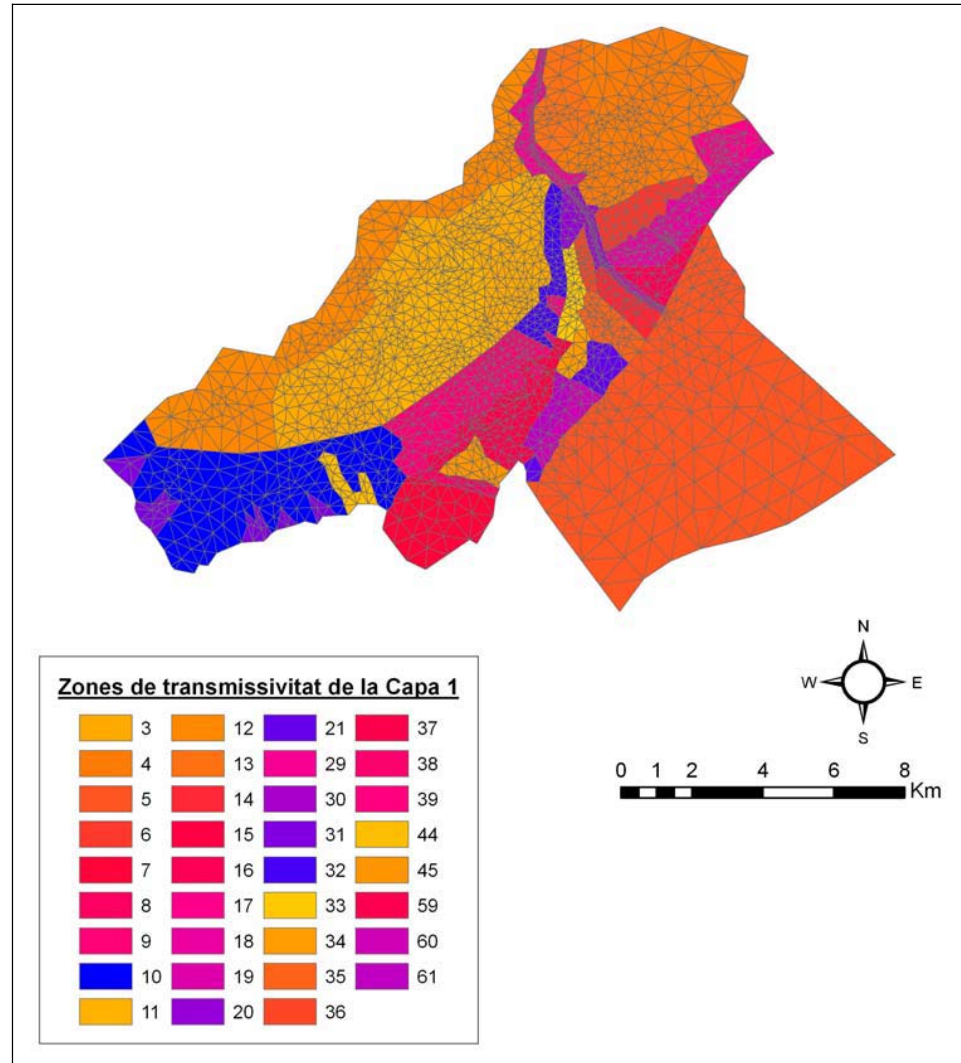 N
W E
S
0 1 2 4 6 8
Km
Zones de transmissivitat de la Capa 1
3 12 21 37
4 13 29 38
5 14 30 39
6 15 31 44
7 16 32 45
8 17 33 59
9 18 34 60
10 19 35 61
11 20 36